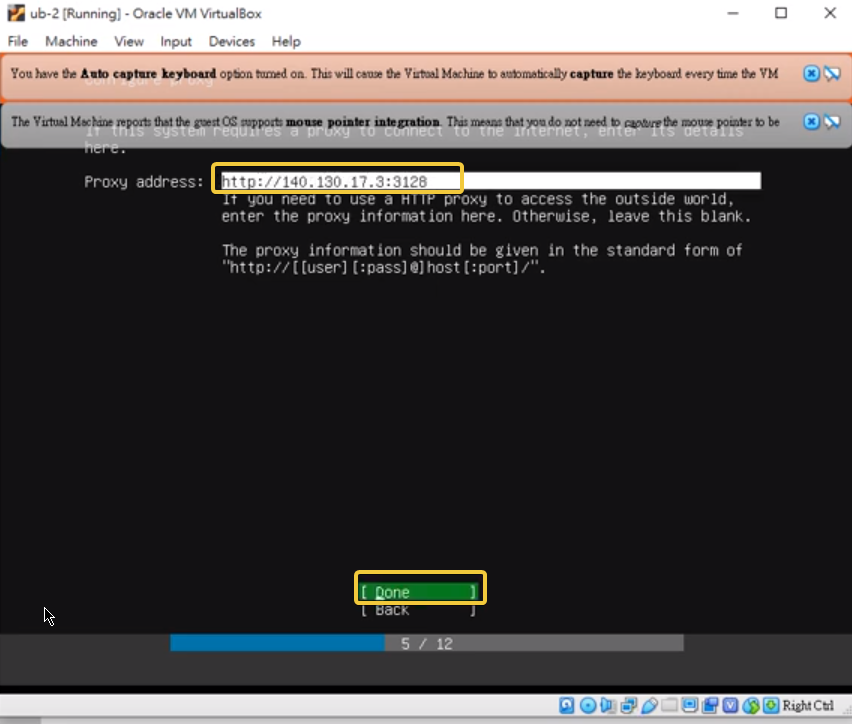 ub-2 [Running] - Oracle VM VirtualBox
File Machine View Input Devices Help
You have the Auto capture keyboard option turned on. This will cause the Virtual Machine to automatically capture the keyboard every time the VM
Configure proxy
The Virtual Machine reports that the guest OS supports mouse pointer integration. This means that you do not need to capture the mouse pointer to be
If this system requires a proxy to connect to the internet, enter its details
here.
Proxy address: http://140.130.17.3:3128
If you need to use a HTTP proxy to access the outside world,
enter the proxy information here. Otherwise, leave this blank.
The proxy information should be given in the standard form of
"http://[[user][:pass]@]host[:port]/".
[ Done ]
[ Back ]
5 / 12
Right Ctrl